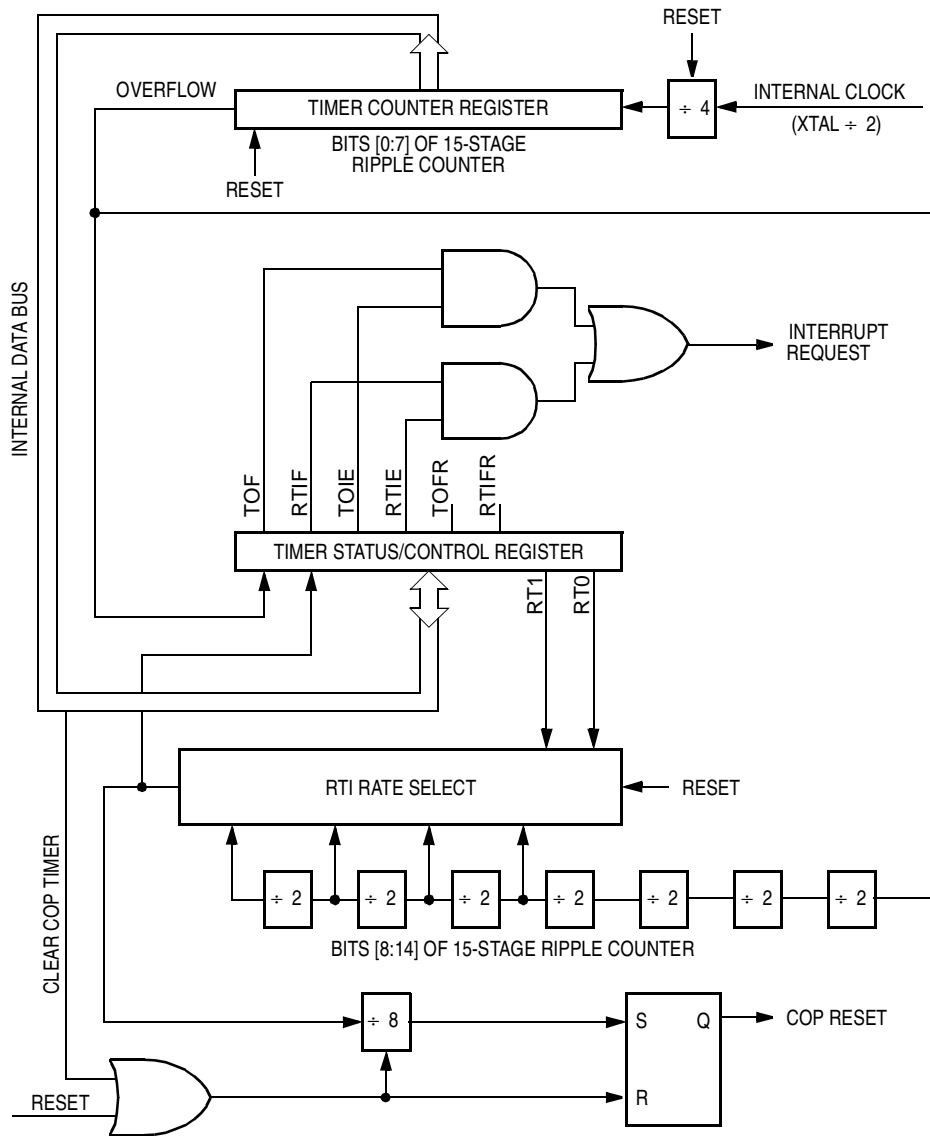 RESET
OVERFLOW
TIMER COUNTER REGISTER
÷ 4
INTERNAL CLOCK
(XTAL ÷ 2)
BITS [0:7] OF 15-STAGE
RIPPLE COUNTER
RESET
INTERNAL DATA BUS
INTERRUPT
REQUEST
TOF
RTIF
TOIE
RTIE
TOFR
RTIFR
TIMER STATUS/CONTROL REGISTER
RT1
RT0
RTI RATE SELECT
RESET
CLEAR COP TIMER
÷ 2
÷ 2
÷ 2
÷ 2
÷ 2
÷ 2
÷ 2
BITS [8:14] OF 15-STAGE RIPPLE COUNTER
÷ 8
S
Q
COP RESET
RESET
R